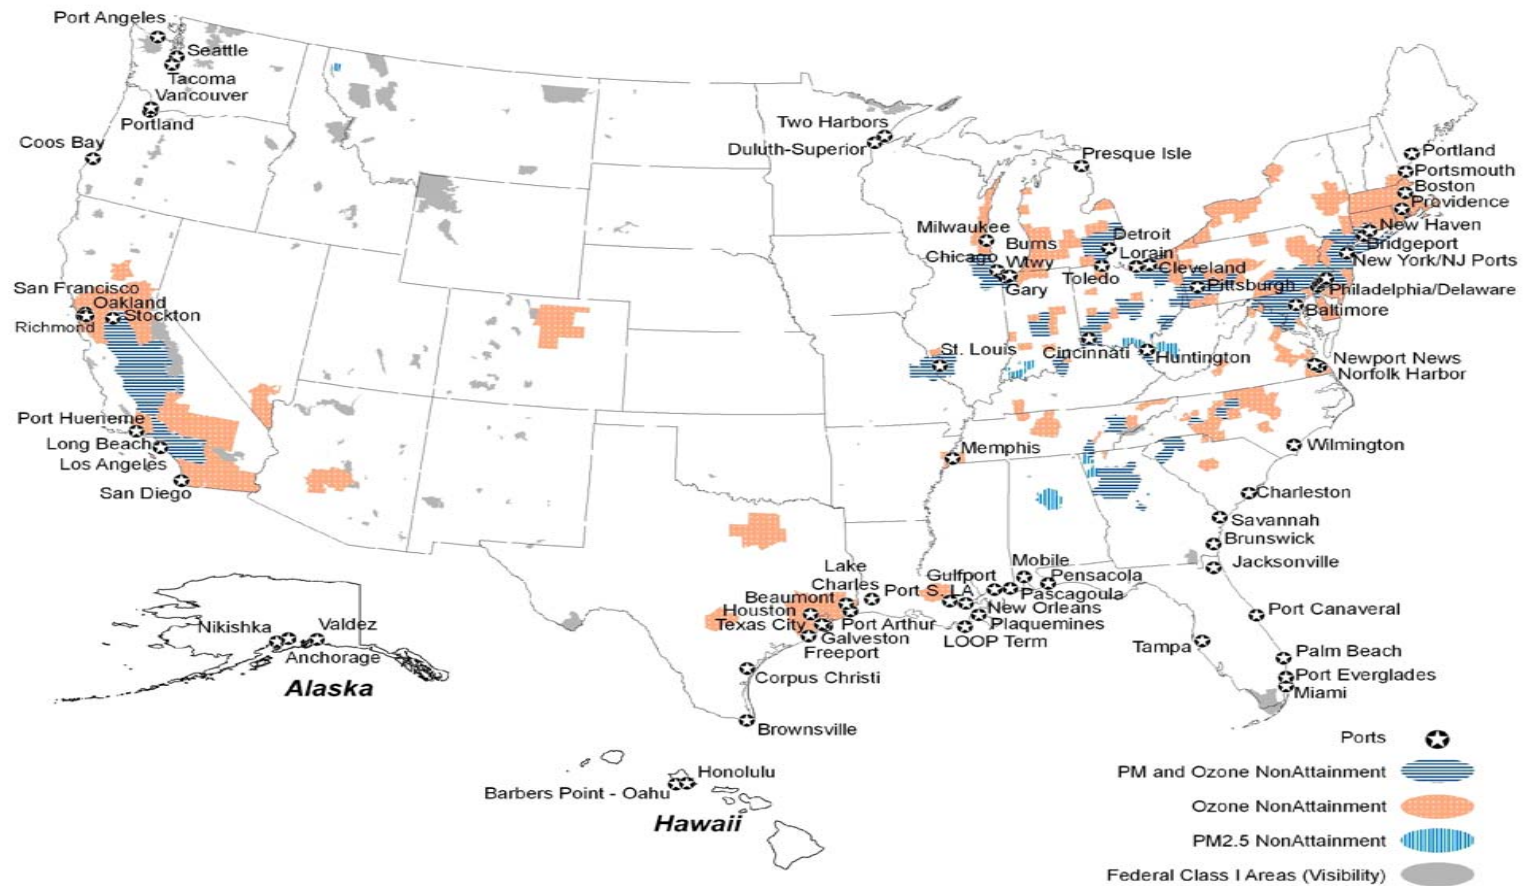 Port Angeles
Seattle
Tacoma
Vancouver
Portland
Coos Bay
Two Harbors
Duluth-Superior
Presque Isle
Portland
Portsmouth
Boston
Providence
New Haven
Bridgeport
New York/NJ Ports
Philadelphia/Delaware
Baltimore
Milwaukee
Chicago
Burns
Wtwy
Gary
Detroit
Lorain
Toledo
Cleveland
Pittsburgh
San Francisco
Oakland
Richmond
Stockton
St. Louis
Cincinnati
Huntington
Newport News
Norfolk Harbor
Port Hueneme
Long Beach
Los Angeles
San Diego
Memphis
Wilmington
Charleston
Savannah
Brunswick
Jacksonville
Lake
Charles
Beaumont
Houston
Texas City
Port Arthur
Galveston
Freeport
Port S. LA
Gulfport
Mobile
Pensacola
Pascagoula
New Orleans
Plaquemines
LOOP Term
Port Canaveral
Tampa
Palm Beach
Port Everglades
Miami
Corpus Christi
Brownsville
Nikishka
Valdez
Anchorage
Alaska
Honolulu
Barbers Point - Oahu
Hawaii
Ports
PM and Ozone NonAttainment
Ozone NonAttainment
PM2.5 NonAttainment
Federal Class I Areas (Visibility)